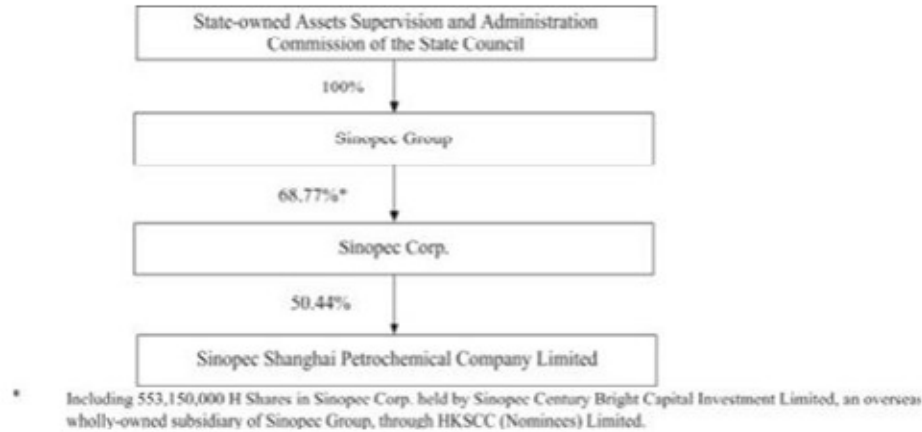 State-owned Assets Supervision and Administration
Commission of the State Council
100%
Sinopec Group
68.77%*
Sinopec Corp.
50.44%
Sinopec Shanghai Petrochemical Company Limited
* Including 553,150,000 H Shares in Sinopec Corp. held by Sinopec Century Bright Capital Investment Limited, an overseas
wholly-owned subsidiary of Sinopec Group, through HKSCC (Nominees) Limited.